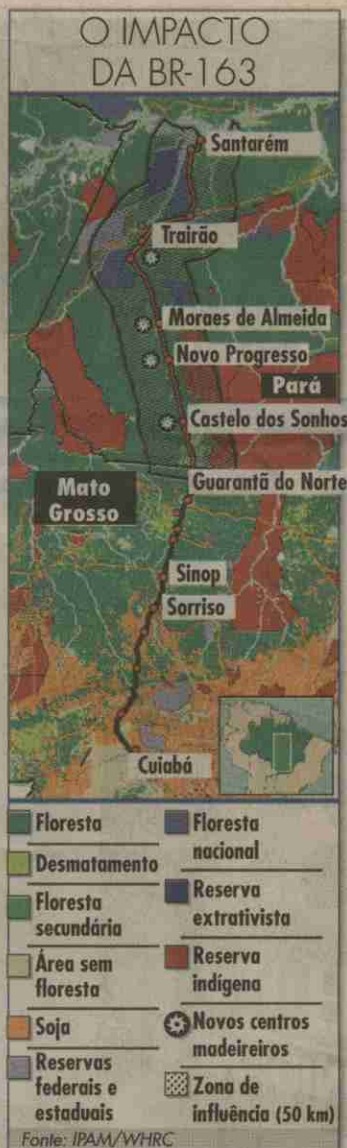 O IMPACTO
DA BR-163
Santarém
Trairão
Moraes de Almeida
Novo Progresso
Pará
Castelo dos Sonhos
Guarantã do Norte
Mato
Grosso
Sinop
Sorriso
Cuiabá
Floresta
Desmatamento
Floresta
secundária
Área sem
floresta
Soja
Reservas
federais e
estaduais
Floresta
nacional
Reserva
extrativista
Reserva
indígena
Novos centros
madeireiros
Zona de
influência (50 km)
Fonte: IPAM/WHRC